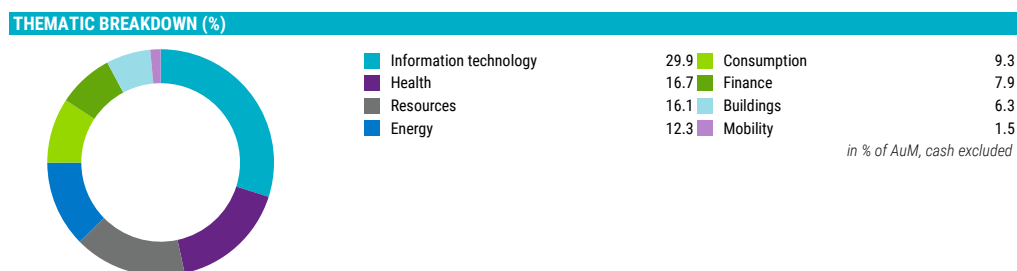 THEMATIC BREAKDOWN (%)
Information technology 29.9 Consumption 9.3
Health 16.7 Finance 7.9
Resources 16.1 Buildings 6.3
Energy 12.3 Mobility 1.5
in % of AuM, cash excluded